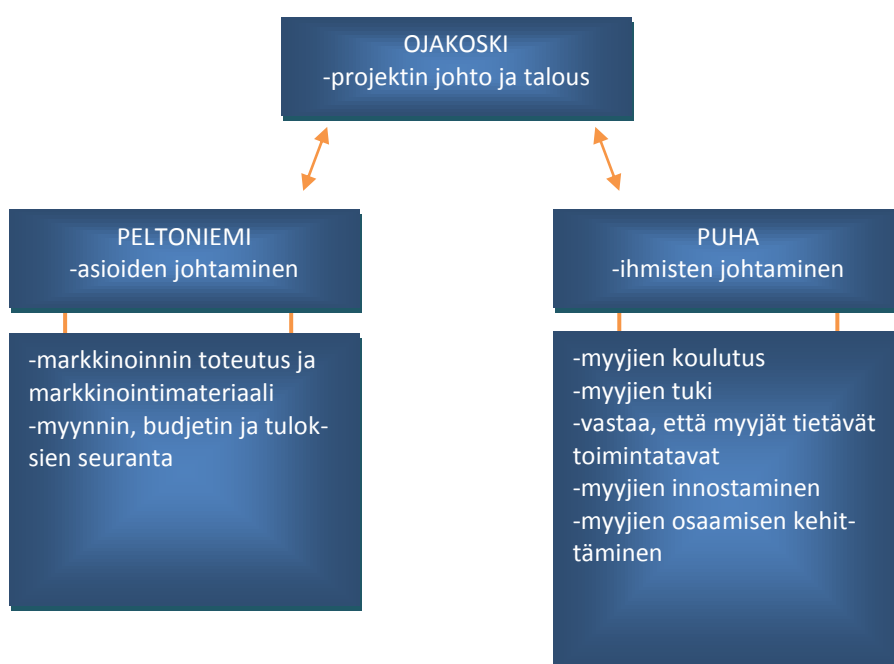 OJAKOSKI
-projektin johto ja talous
PELTONIEMI
-asioiden johtaminen
-markkinoinnin toteutus ja
markkinointimateriaali
-myynnin, budjetin ja tulok-
sien seuranta
PUHA
-ihmisten johtaminen
-myyjien koulutus
-myyjien tuki
-vastaa, että myyjät tietävät
toimintatavat
-myyjien innostaminen
-myyjien osaamisen kehit-
täminen